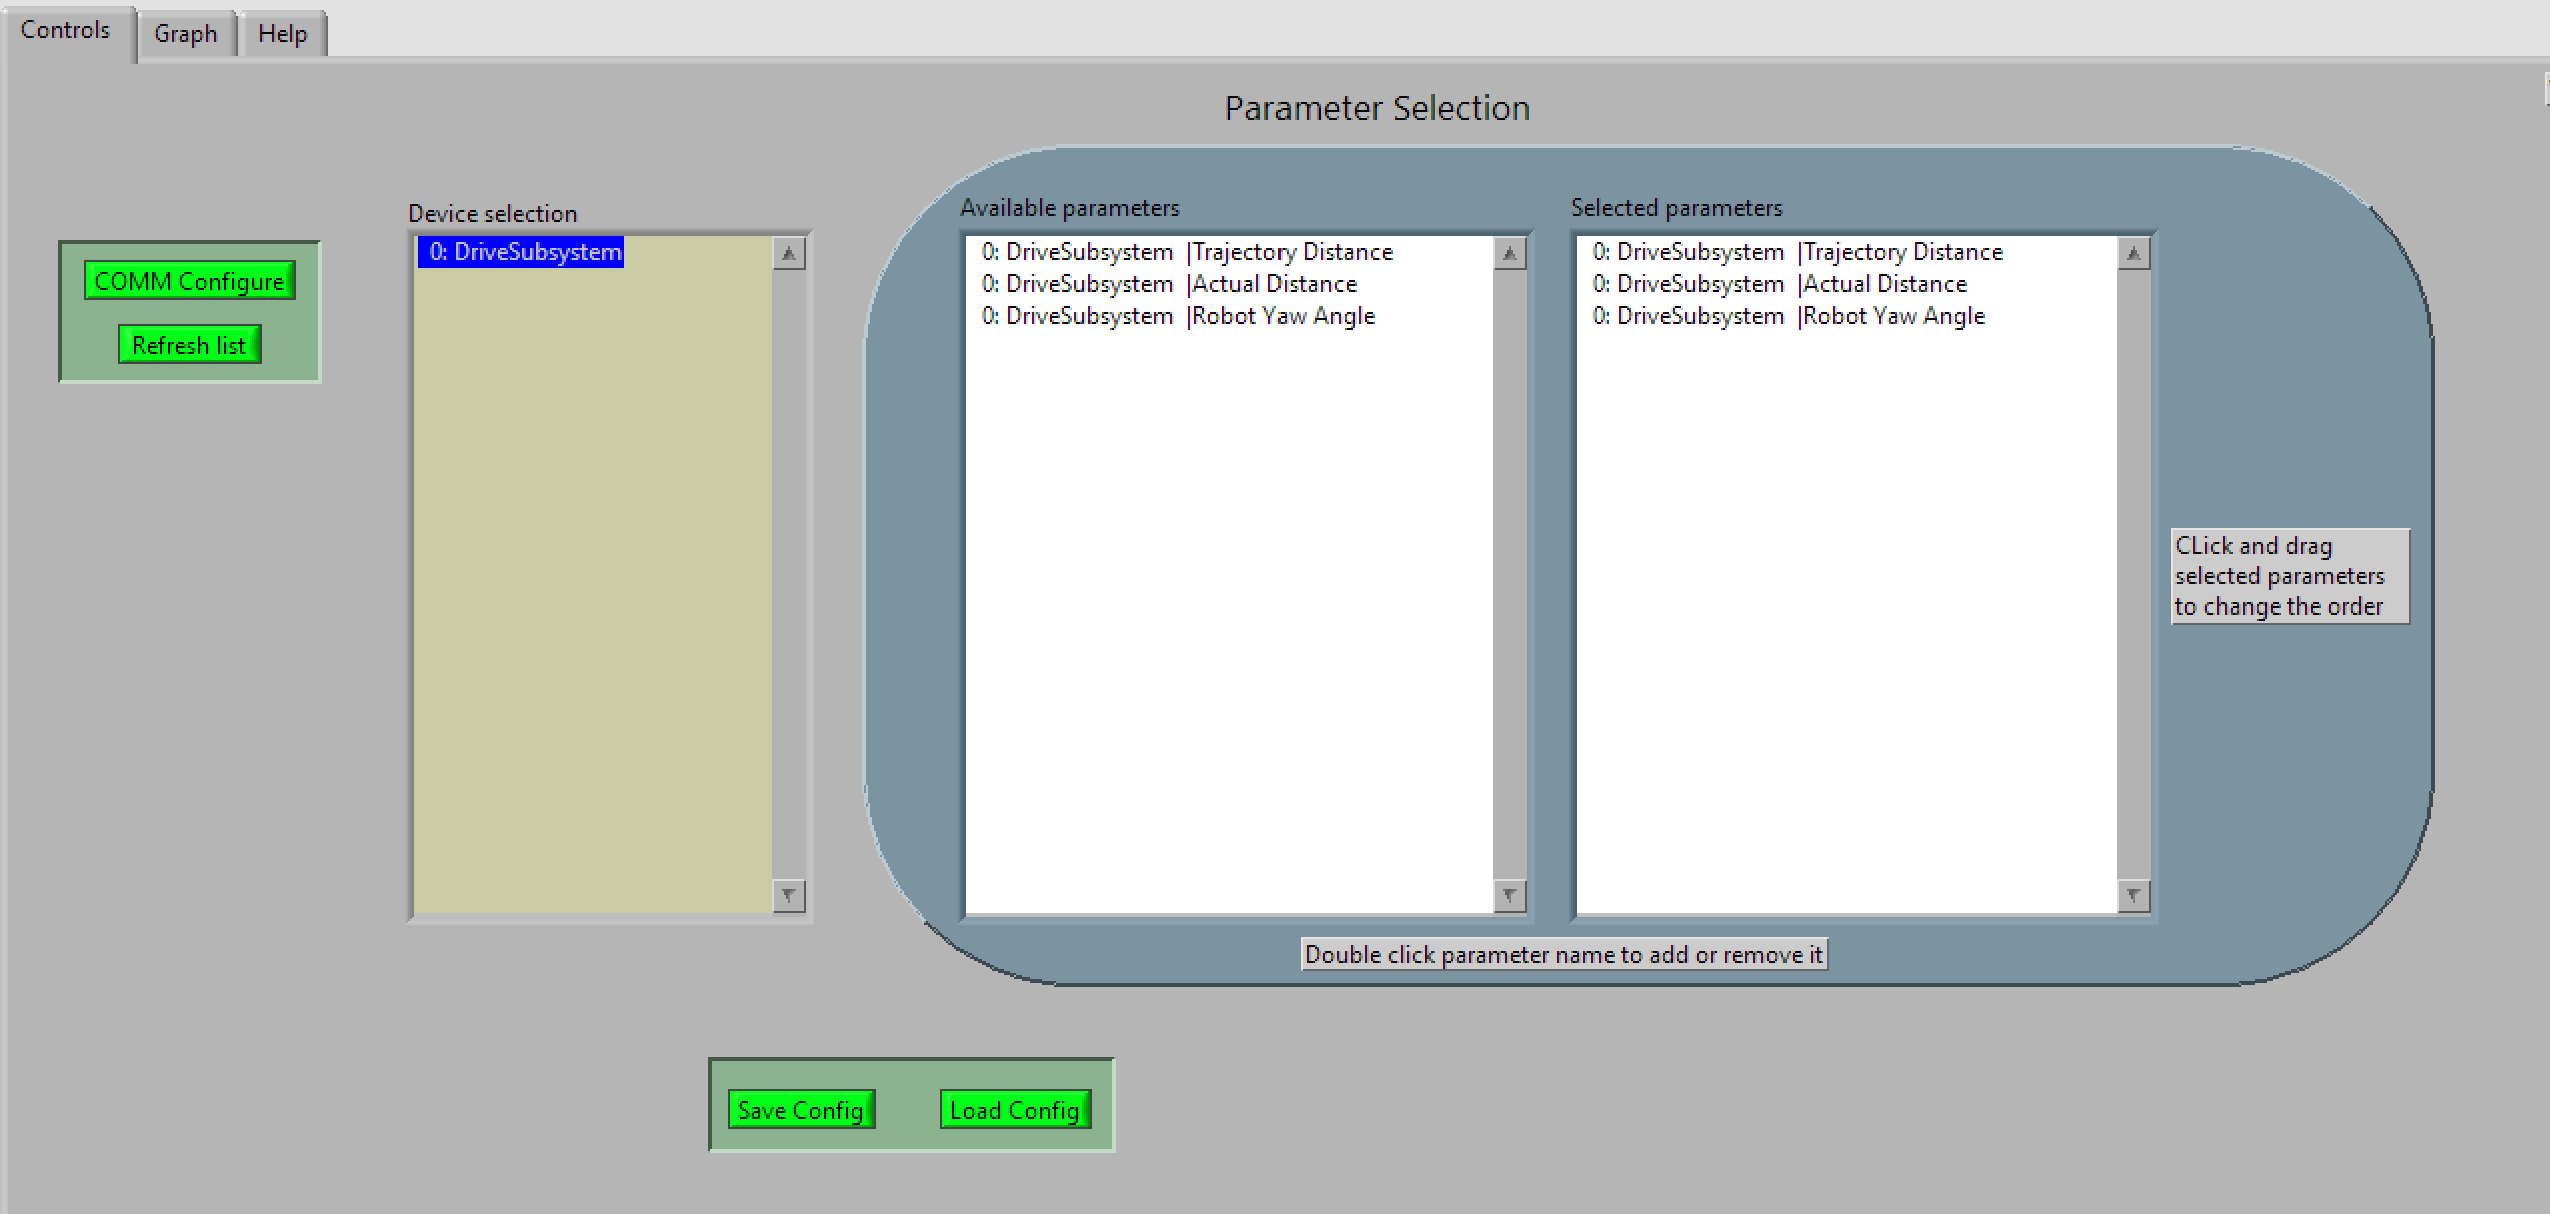 Controls
Graph
Help
Parameter Selection
COMM Configure
Refresh list
Device selection
0: DriveSubsystem
Available parameters
0: DriveSubsystem |Trajectory Distance
0: DriveSubsystem |Actual Distance
0: DriveSubsystem |Robot Yaw Angle
Selected parameters
0: DriveSubsystem |Trajectory Distance
0: DriveSubsystem |Actual Distance
0: DriveSubsystem |Robot Yaw Angle
CLick and drag
selected parameters
to change the order
Double click parameter name to add or remove it
Save Config
Load Config